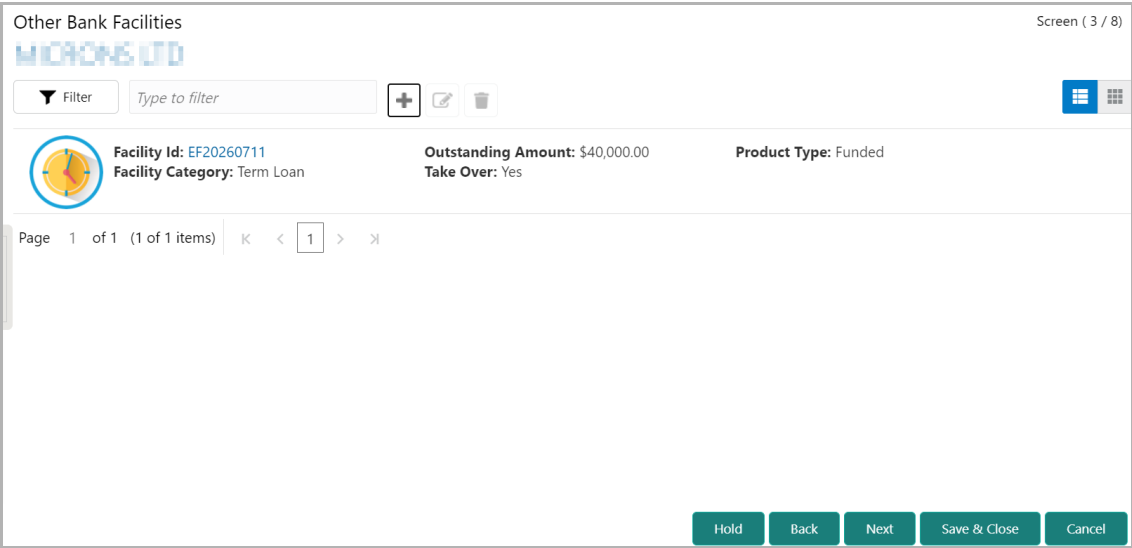 Other Bank Facilities
Screen ( 3 / 8)
Filter
Type to filter
Facility Id: EF20260711
Outstanding Amount: $40,000.00
Product Type: Funded
Facility Category: Term Loan
Take Over: Yes
Page 1 of 1 (1 of 1 items) 1
Hold Back Next Save & Close Cancel